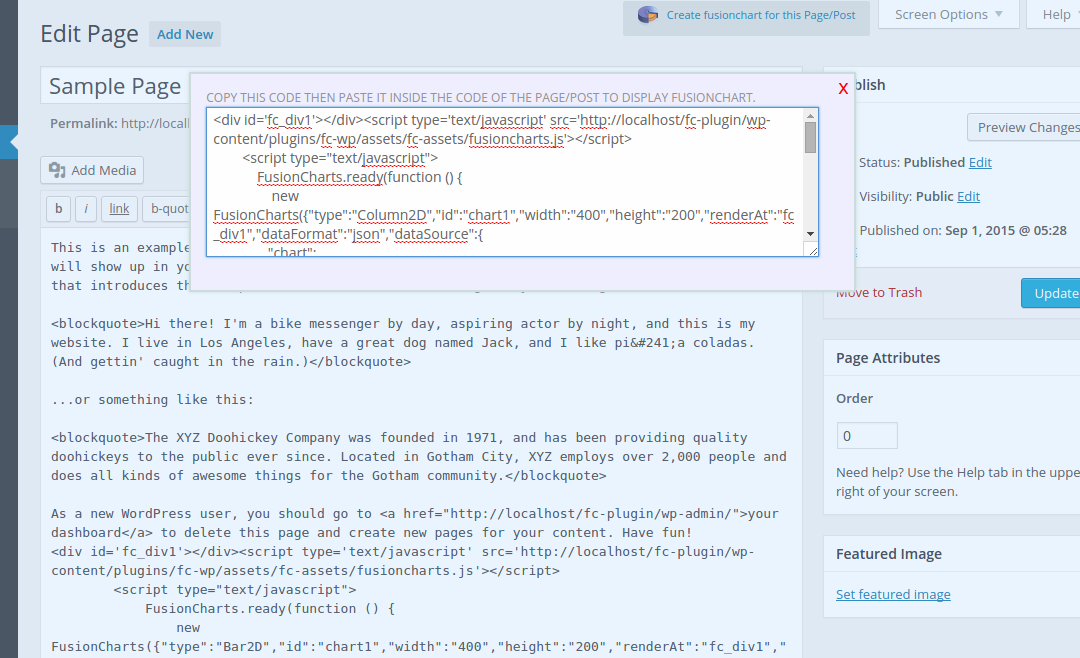 Edit Page
Add New
Create fusionchart for this Page/Post
Screen Options
Help
Sample Page
X
blish
COPY THIS CODE THEN PASTE IT INSIDE THE CODE OF THE PAGE/POST TO DISPLAY FUSIONCHART.
<div id='fc_div1'></div><script type='text/javascript' src='http://localhost/fc-plugin/wp-
content/plugins/fc-wp/assets/fc-assets/fusioncharts.js'></script>
<script type="text/javascript">
FusionCharts.ready(function () {
new
FusionCharts({"type":"Column2D","id":"chart1","width":"400","height":"200","renderAt":"fc
_div1","dataFormat":"json","dataSource":{
"chart":
Permalink: http://locall
Add Media
b
i
link
b-quot
Preview Changes
Status: Published Edit
Visibility: Public Edit
Published on: Sep 1, 2015 @ 05:28
Move to Trash
Update
This is an example
will show up in yo
that introduces th
<blockquote>Hi there! I'm a bike messenger by day, aspiring actor by night, and this is my
website. I live in Los Angeles, have a great dog named Jack, and I like pi&#241;a coladas.
(And gettin' caught in the rain.)</blockquote>
...or something like this:
<blockquote>The XYZ Doohickey Company was founded in 1971, and has been providing quality
doohickeys to the public ever since. Located in Gotham City, XYZ employs over 2,000 people and
does all kinds of awesome things for the Gotham community.</blockquote>
As a new WordPress user, you should go to <a href="http://localhost/fc-plugin/wp-admin/">your
dashboard</a> to delete this page and create new pages for your content. Have fun!
<div id='fc_div1'></div><script type='text/javascript' src='http://localhost/fc-plugin/wp-
content/plugins/fc-wp/assets/fc-assets/fusioncharts.js'></script>
<script type="text/javascript">
FusionCharts.ready(function () {
new
FusionCharts({"type":"Bar2D","id":"chart1","width":"400","height":"200","renderAt":"fc_div1","
Page Attributes
Order
0
Need help? Use the Help tab in the uppe
right of your screen.
Featured Image
Set featured image